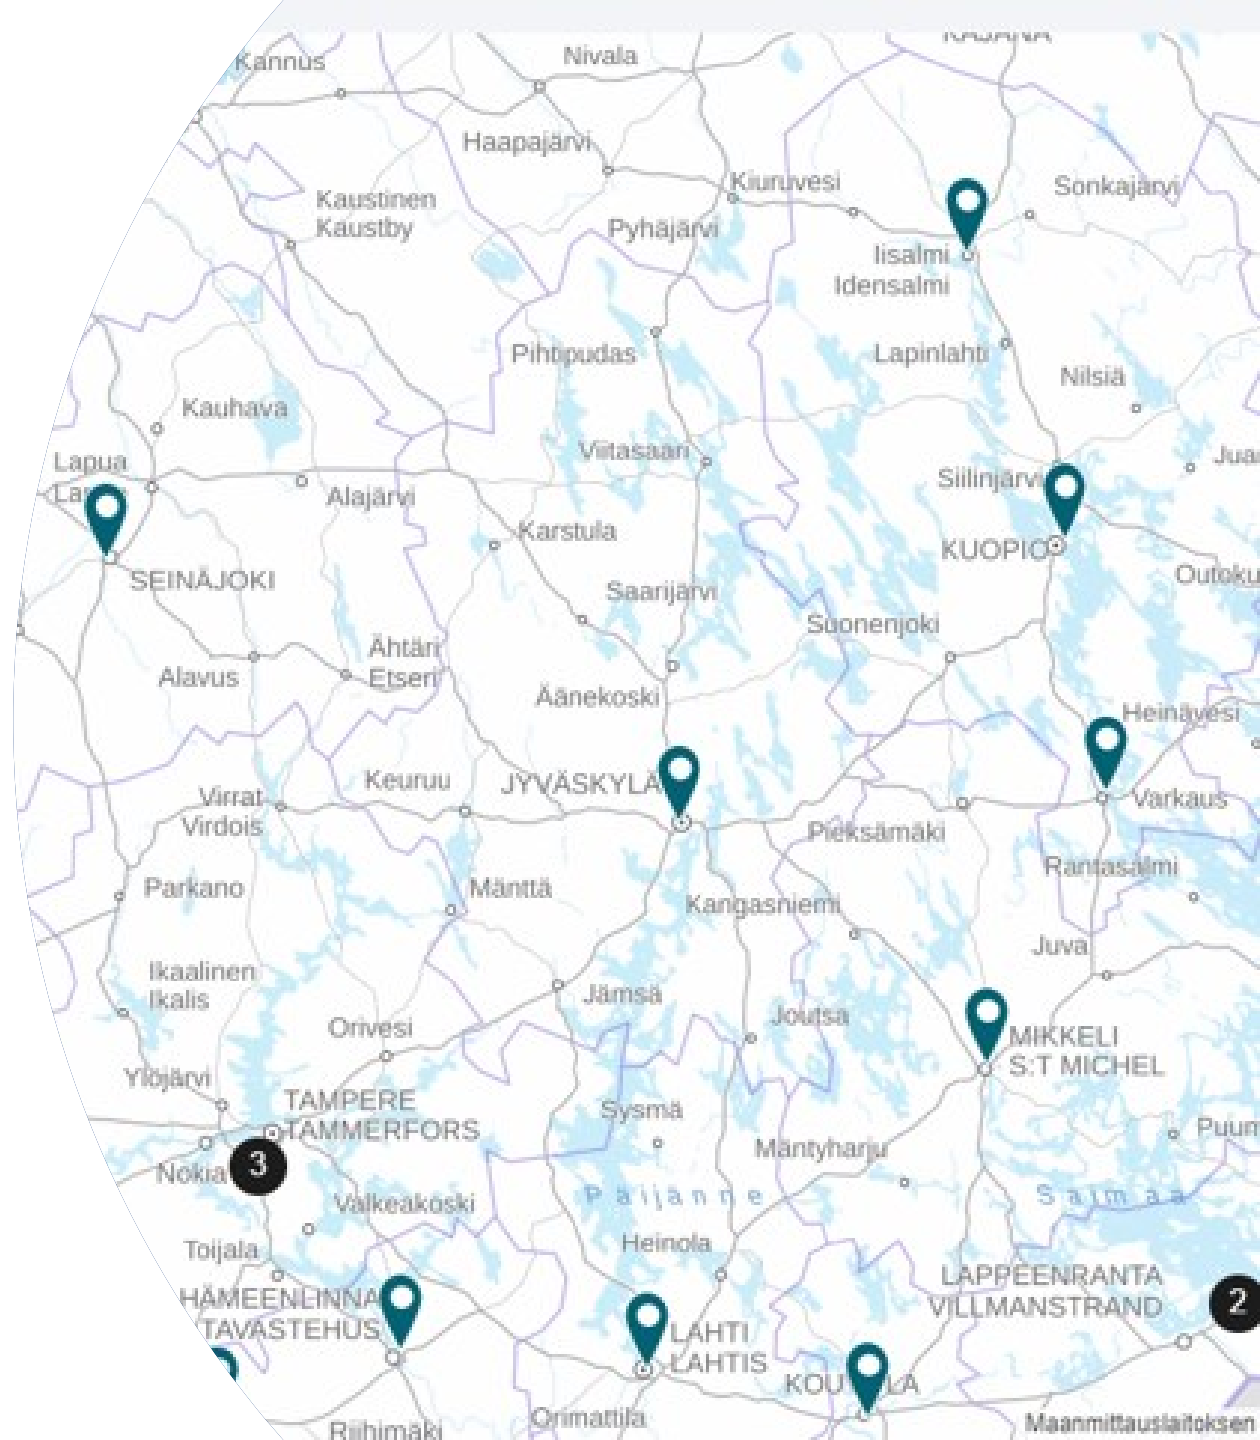 KAJANA
Kannus
Nivala
Haapajärvi
Kiuruvesi
Sonkajärvi
Kaustinen
Kaustby
Pyhäjärvi
Iisalmi
Idensalmi
Pihtipudas
Lapinlahti
Nilsiä
Kauhava
Viitasaari
Lapua
Siilinjärvi
Alajärvi
Karstula
KUOPIO
SEINÄJOKI
Saarijärvi
Suonenjoki
Ähtäri
Etseri
Alavus
Äänekoski
Heinävesi
Keuruu
JYVÄSKYLÄ
Virrat
Virdois
Varkaus
Pieksämäki
Rantasalmi
Parkano
Mänttä
Kangasniemi
Juva
Ikaalinen
Ikalis
Jämsä
Joutsa
Orivesi
MIKKELI
S:T MICHEL
Ylöjärvi
TAMPERE
TAMMERFORS
Sysmä
Mäntyharju
Nokia
3
Valkeakoski
Päijänne
Saimaa
Toijala
Heinola
HÄMEENLINNA
TAVASTEHUS
LAPPEENRANTA
VILLMANSTRAND
2
LAHTI
LAHTIS
Orimattila
Riihimäki
Maanmittauslaitoksen